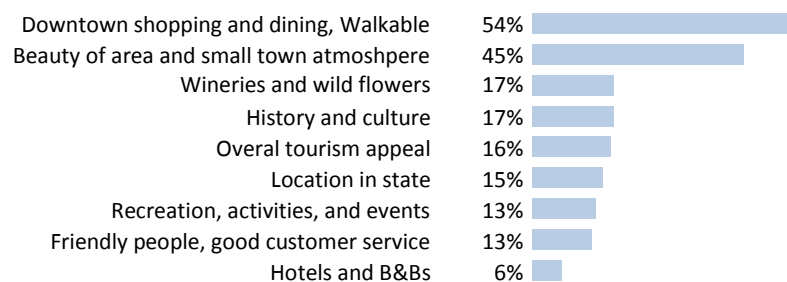 Downtown shopping and dining, Walkable 54%
Beauty of area and small town atmoshpere 45%
Wineries and wild flowers 17%
History and culture 17%
Overal tourism appeal 16%
Location in state 15%
Recreation, activities, and events 13%
Friendly people, good customer service 13%
Hotels and B&Bs 6%